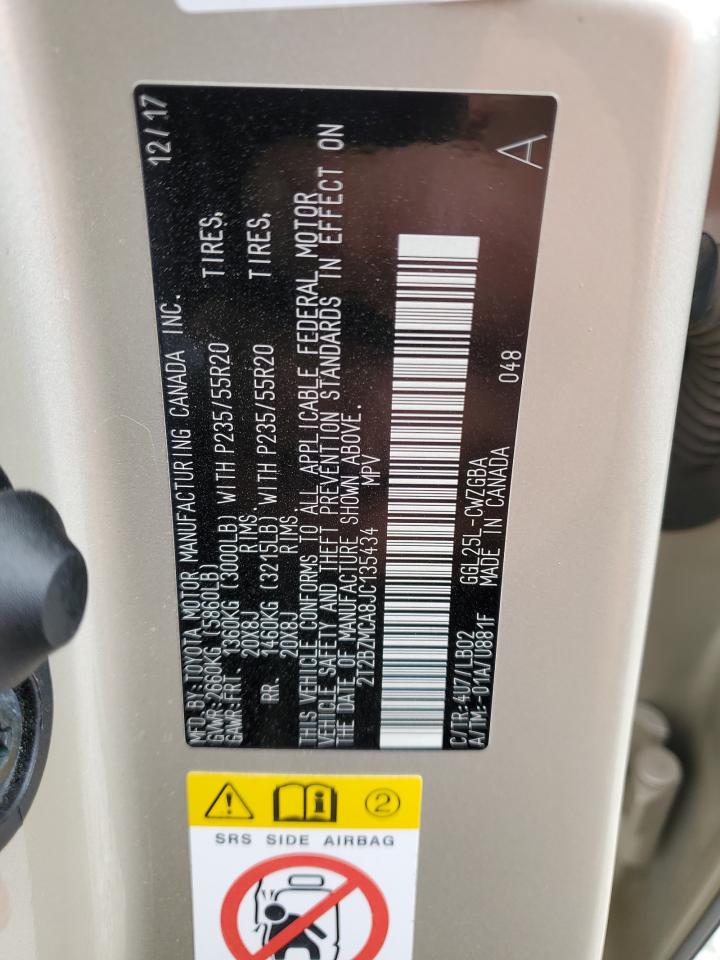 MFD. BY: TOYOTA MOTOR MANUFACTURING CANADA INC. 12/17
GVWR: 2660KG (5860LB)
GAWR: FRT. 1360KG (3000LB) WITH P235/55R20 TIRES,
20X8J RIMS,
RR. 1460KG (3215LB) WITH P235/55R20 TIRES,
20X8J RIMS.
THIS VEHICLE CONFORMS TO ALL APPLICABLE FEDERAL MOTOR
VEHICLE SAFETY AND THEFT PREVENTION STANDARDS IN EFFECT ON
THE DATE OF MANUFACTURE SHOWN ABOVE.
2T2BZMCA8JC135434 MPV
C/TR: 4U7/LB02 GGL25L-CWZGBA
A/TM:-01A/U881F MADE IN CANADA 048
A
2
SRS SIDE AIRBAG